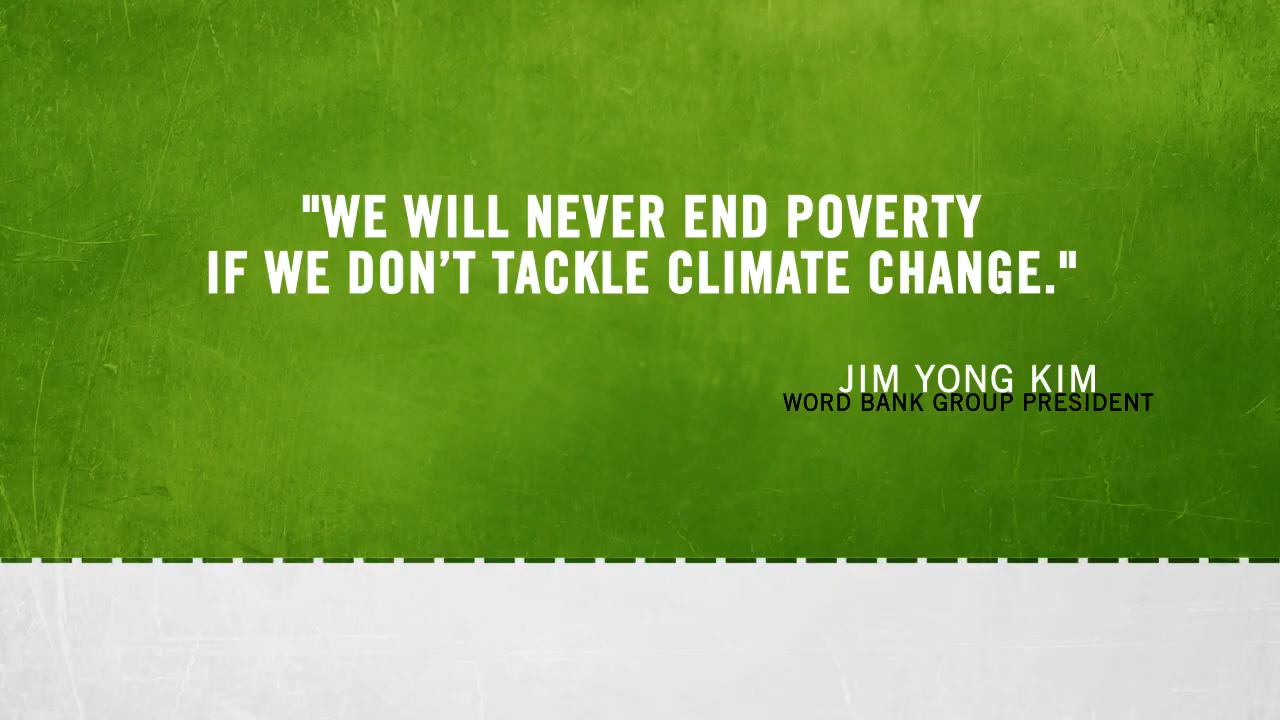 "WE WILL NEVER END POVERTY
IF WE DON’T TACKLE CLIMATE CHANGE."
JIM YONG KIM
WORD BANK GROUP PRESIDENT